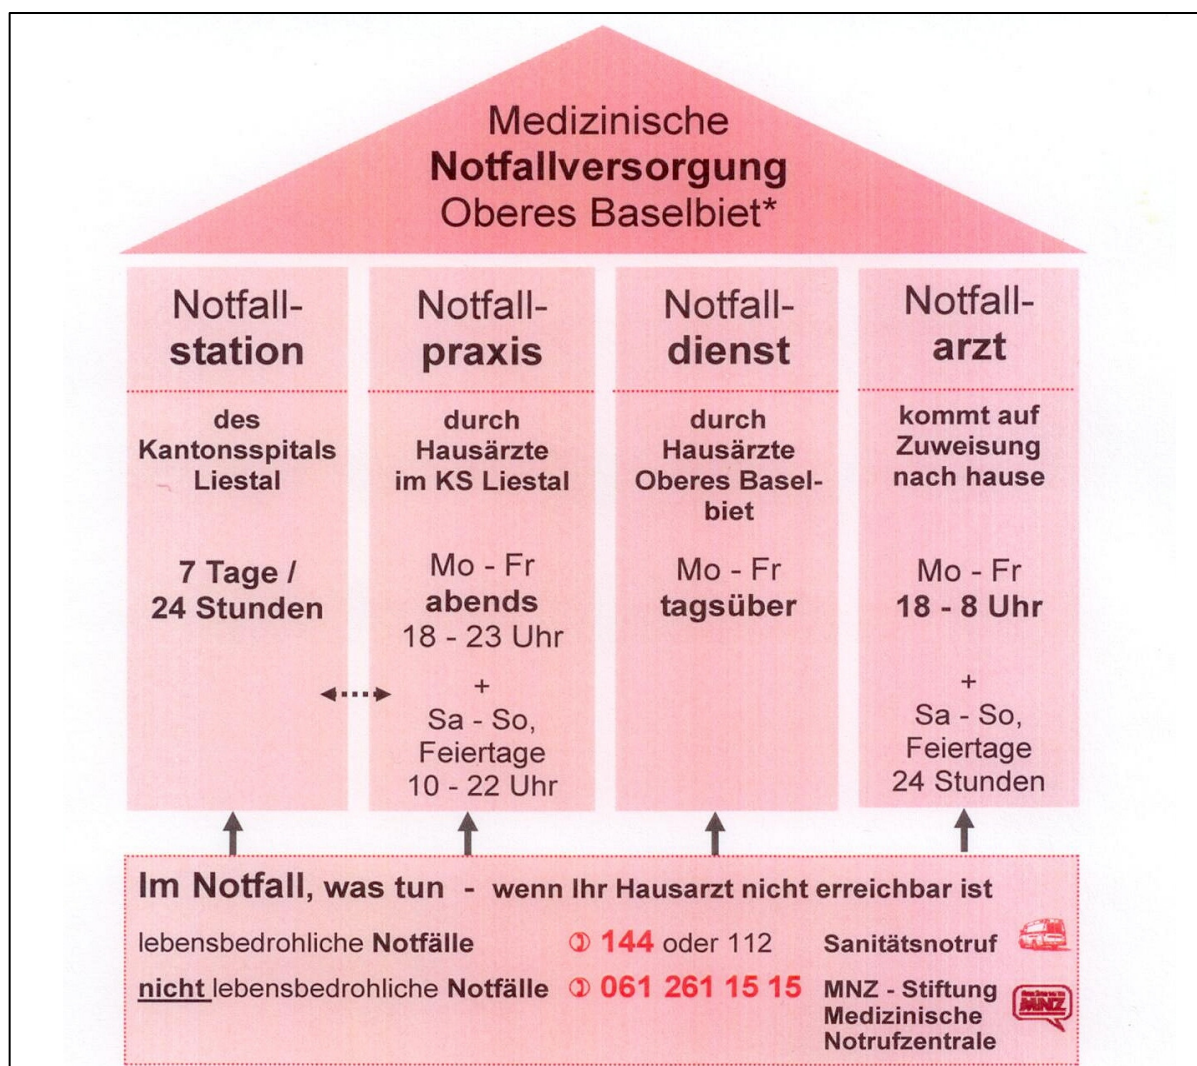 Medizinische
Notfallversorgung
Oberes Baselbiet*
Notfall-
station
des
Kantonsspitals
Liestal
7 Tage /
24 Stunden
Notfall-
praxis
durch
Hausärzte
im KS Liestal
Mo - Fr
abends
18 - 23 Uhr
+
Sa - So,
Feiertage
10 - 22 Uhr
Notfall-
dienst
durch
Hausärzte
Oberes Basel-
biet
Mo - Fr
tagsüber
Notfall-
arzt
kommt auf
Zuweisung
nach hause
Mo - Fr
18 - 8 Uhr
+
Sa - So,
Feiertage
24 Stunden
Im Notfall, was tun - wenn Ihr Hausarzt nicht erreichbar ist
lebensbedrohliche Notfälle ✆ 144 oder 112 Sanitätsnotruf
nicht lebensbedrohliche Notfälle ✆ 061 261 15 15 MNZ - Stiftung
Medizinische
Notrufzentrale
MNZ